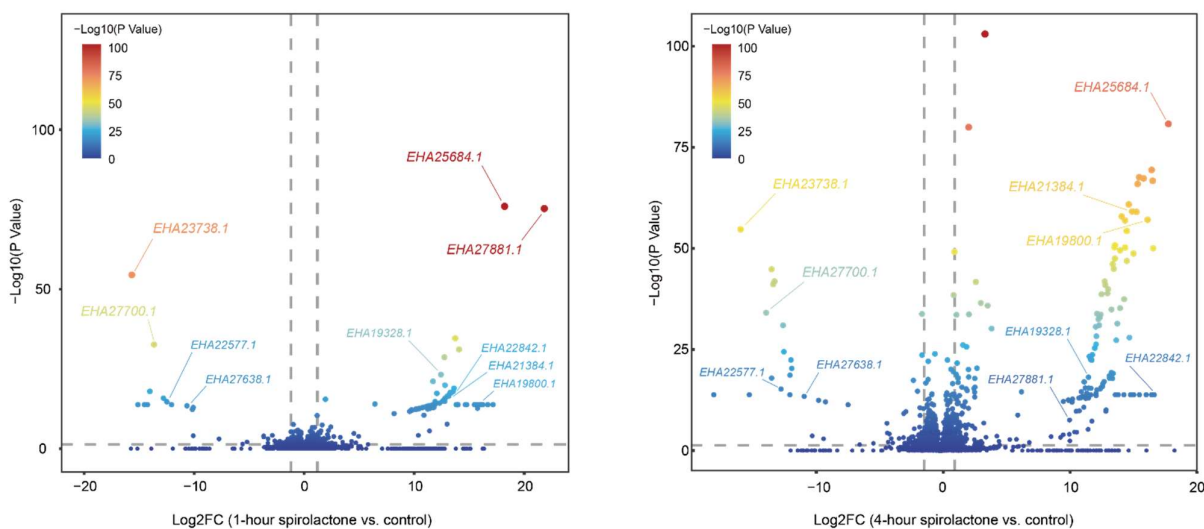 −Log10(P Value)
100
75
50
25
0
EHA25684.1
EHA27881.1
EHA23738.1
EHA27700.1
EHA22577.1
EHA27638.1
EHA19328.1
EHA22842.1
EHA21384.1
EHA19800.1
100
50
0
−Log10(P Value)
−20
−10
0
10
20
Log2FC (1-hour spirolactone vs. control)
−Log10(P Value)
100
75
50
25
0
EHA25684.1
EHA23738.1
EHA21384.1
EHA19800.1
EHA27700.1
EHA19328.1
EHA22842.1
EHA22577.1
EHA27638.1
EHA27881.1
100
75
50
25
0
−Log10(P Value)
−10
0
10
20
Log2FC (4-hour spirolactone vs. control)